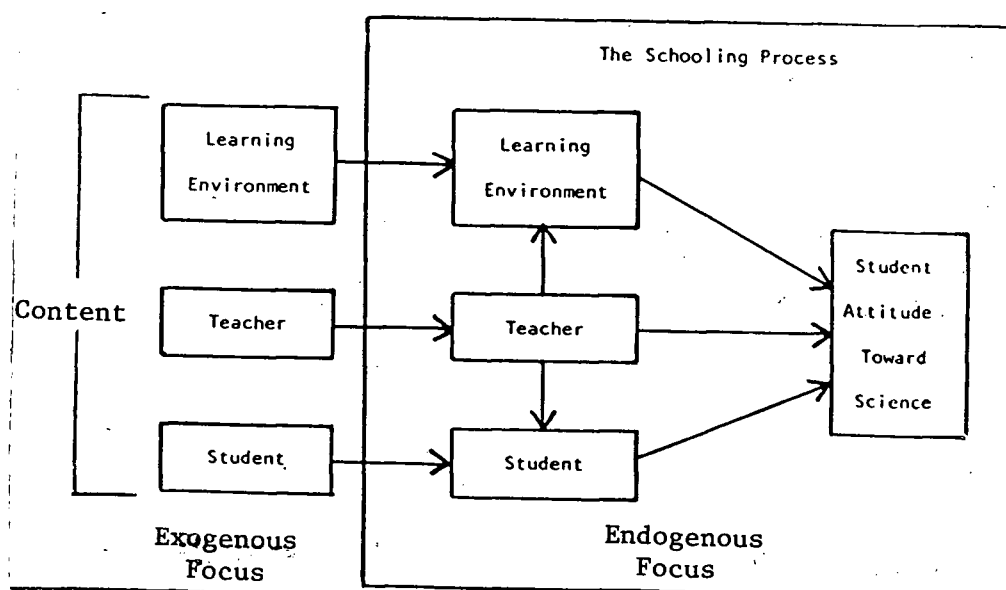 The Schooling Process
Learning
Environment
Learning
Environment
Content
Teacher
Teacher
Student
Attitude
Toward
Science
Student
Student
Exogenous
Focus
Endogenous
Focus